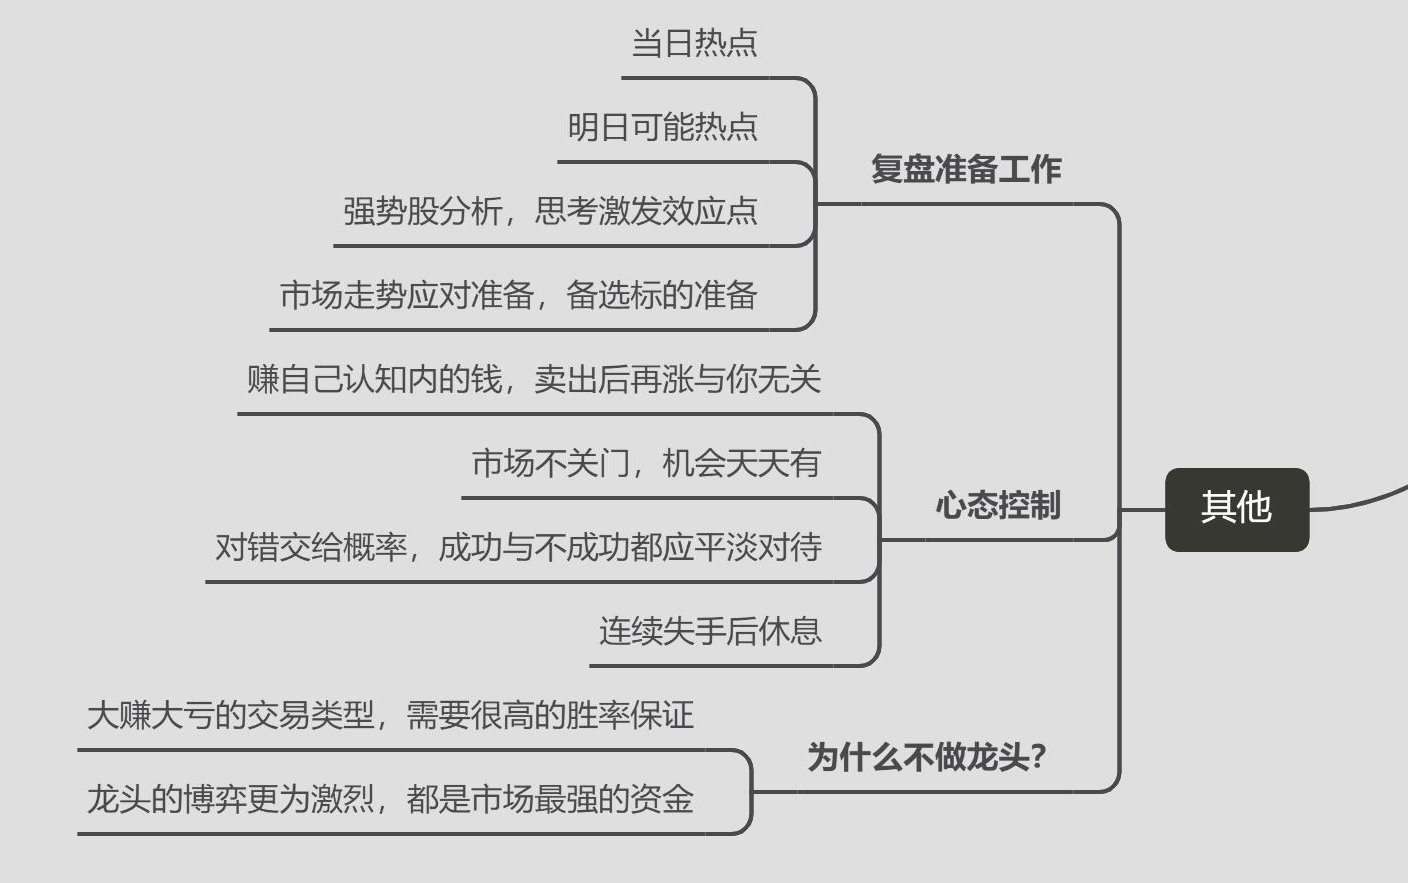 当日热点
明日可能热点
复盘准备工作
强势股分析，思考激发效应点
市场走势应对准备，备选标的准备
赚自己认知内的钱，卖出后再涨与你无关
市场不关门，机会天天有
心态控制
其他
对错交给概率，成功与不成功都应平淡对待
连续失手后休息
大赚大亏的交易类型，需要很高的胜率保证
为什么不做龙头？
龙头的博弈更为激烈，都是市场最强的资金